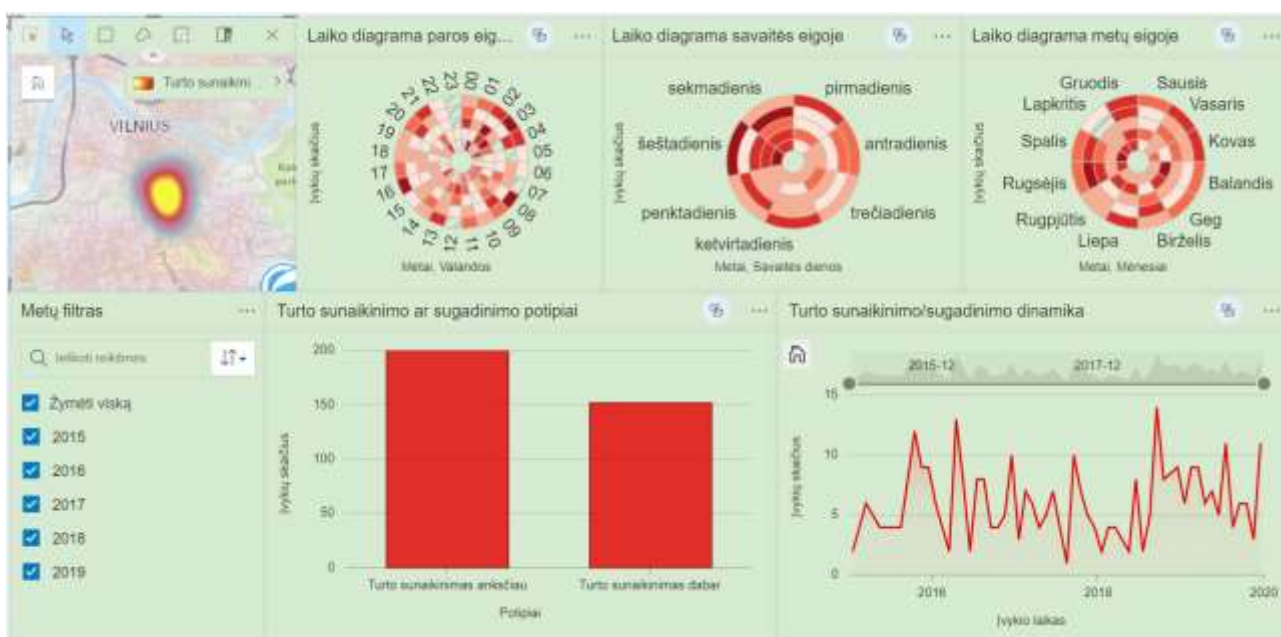 Laiko diagrama paros eig...
Laiko diagrama savaitės eigoje
Laiko diagrama metų eigoje
Turto sunaikmi ...
VILNIUS
Įvykių skaičius
00
01
02
03
04
05
06
07
08
09
10
11
12
13
14
15
16
17
18
19
20
21
22
23
Metai, Valandos
Įvykių skaičius
pirmadienis
antradienis
trečiadienis
ketvirtadienis
penktadienis
šeštadienis
sekmadienis
Metai, Savaitės dienos
Įvykių skaičius
Sausis
Vasaris
Kovas
Balandis
Geg
Birželis
Liepa
Rugpjūtis
Rugsėjis
Spalis
Lapkritis
Gruodis
Metai, Mėnesiai
Metų filtras
Ieškoti reikšmės
Žymėti viską
2015
2016
2017
2018
2019
Turto sunaikinimo ar sugadinimo potipiai
Įvykių skaičius
200
150
100
50
0
Turto sunaikinimas anksčiau
Turto sunaikinimas dabar
Potipiai
Turto sunaikinimo/sugadinimo dinamika
2015-12
2017-12
Įvykių skaičius
15
10
5
0
2016
2018
2020
Įvykio laikas